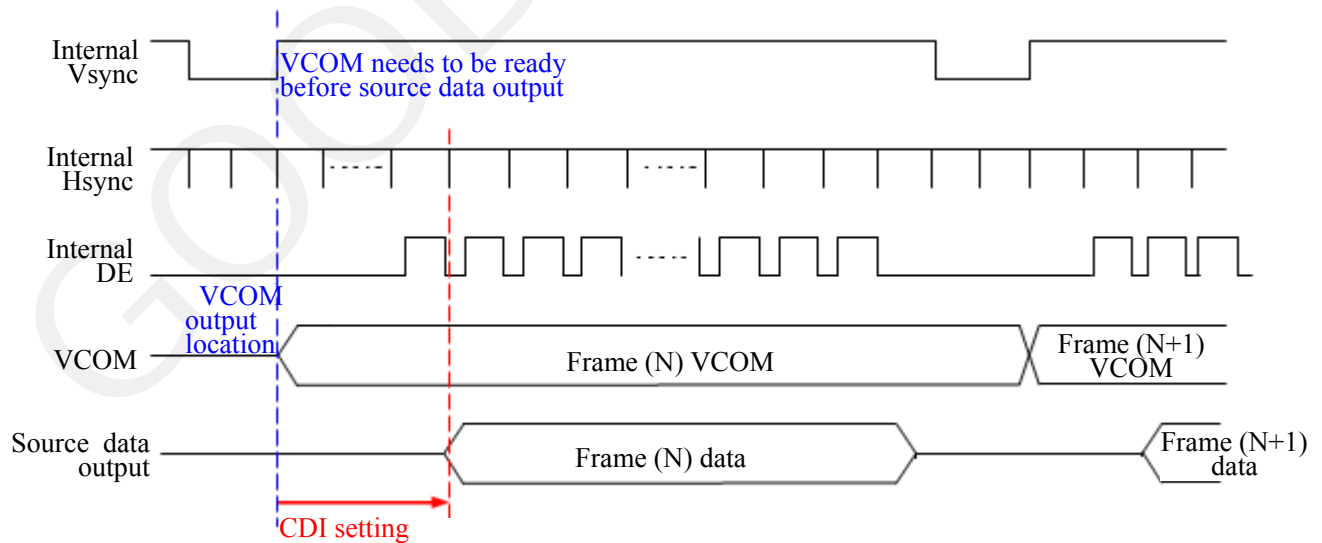 Internal
Vsync
VCOM needs to be ready
before source data output
Internal
Hsync
Internal
DE
VCOM
output
location
VCOM
Frame (N) VCOM
Frame (N+1)
VCOM
Source data
output
Frame (N) data
Frame (N+1)
data
CDI setting